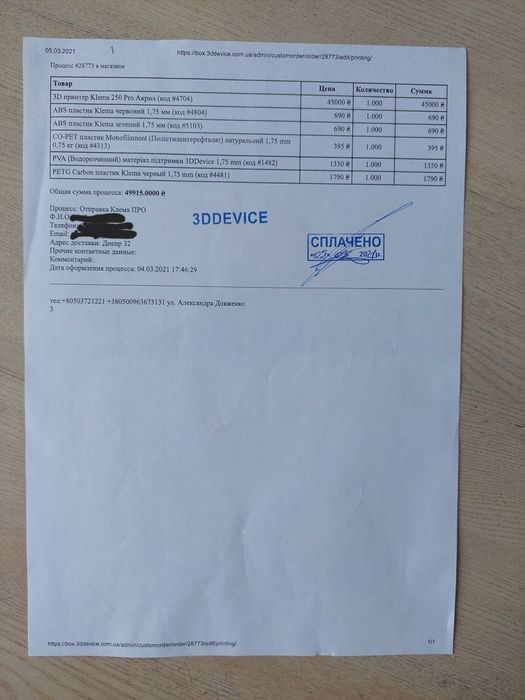 05.03.2021 https://box.3ddevice.com.ua/admin/customorder/order/28773/edit/printing/
Процесс #28773 в магазине
Товар Цена Количество Сумма
3D принтер Klema 250 Pro Акрил (код #4704) 45000 ₴ 1.000 45000 ₴
ABS пластик Klema червоний 1,75 мм (код #4804) 690 ₴ 1.000 690 ₴
ABS пластик Klema зелений 1,75 мм (код #5103) 690 ₴ 1.000 690 ₴
CO-PET пластик Monofilament (Поліетилентерефталат) натуральний 1,75 mm
0,75 кг (код #4313) 395 ₴ 1.000 395 ₴
PVA (Водорозчинний) матеріал підтримки 3DDevice 1,75 mm (код #1482) 1350 ₴ 1.000 1350 ₴
PETG Carbon пластик Klema черный 1,75 mm (код #4481) 1790 ₴ 1.000 1790 ₴
Общая сумма процесса: 49915.0000 ₴
Процесс: Отправка Клема ПРО
Ф.И.О
Телефон:
Email:
Адрес доставки: Днепр 32
Прочие контактные данные:
Комментарий:
Дата оформления процесса: 04.03.2021 17:46:29
3DDEVICE
СПЛАЧЕНО
«05» 03 2021р.
тел:+80503721221 +380500963673131 ул. Александра Довженко
3
https://box.3ddevice.com.ua/admin/customorder/order/28773/edit/printing/ 1/1